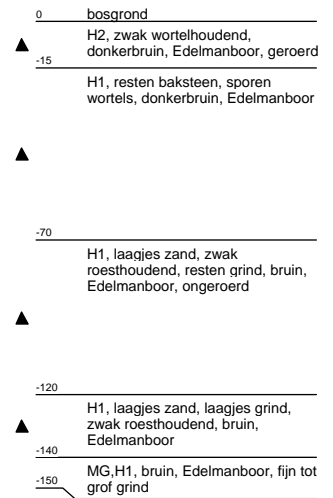 0 bosgrond
H2, zwak wortelhoudend,
donkerbruin, Edelmanboor, geroerd
-15
H1, resten baksteen, sporen
wortels, donkerbruin, Edelmanboor
-70
H1, laagjes zand, zwak
roesthoudend, resten grind, bruin,
Edelmanboor, ongeroerd
-120
H1, laagjes zand, laagjes grind,
zwak roesthoudend, bruin,
Edelmanboor
-140
MG,H1, bruin, Edelmanboor, fijn tot
grof grind
-150